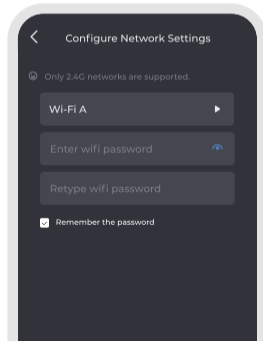 Configure Network Settings
Only 2.4G networks are supported.
Wi-Fi A
Enter wifi password
Retype wifi password
Remember the password